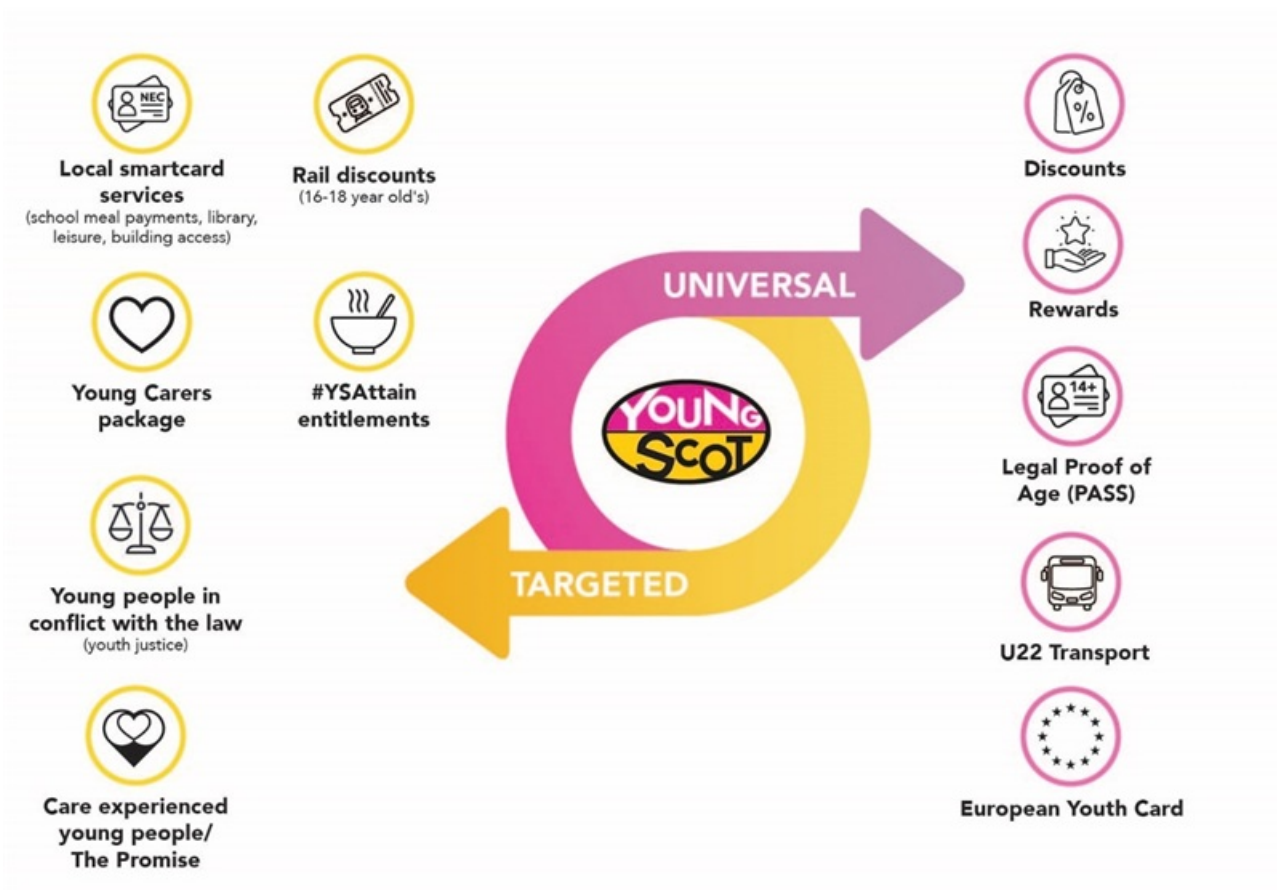 NEC
Local smartcard
services
(school meal payments, library,
leisure, building access)
Rail discounts
(16-18 year old's)
Young Carers
package
#YSAttain
entitlements
Young people in
conflict with the law
(youth justice)
Care experienced
young people/
The Promise
UNIVERSAL
YOUNG
SCOT
TARGETED
%
Discounts
Rewards
14+
Legal Proof of
Age (PASS)
U22 Transport
European Youth Card